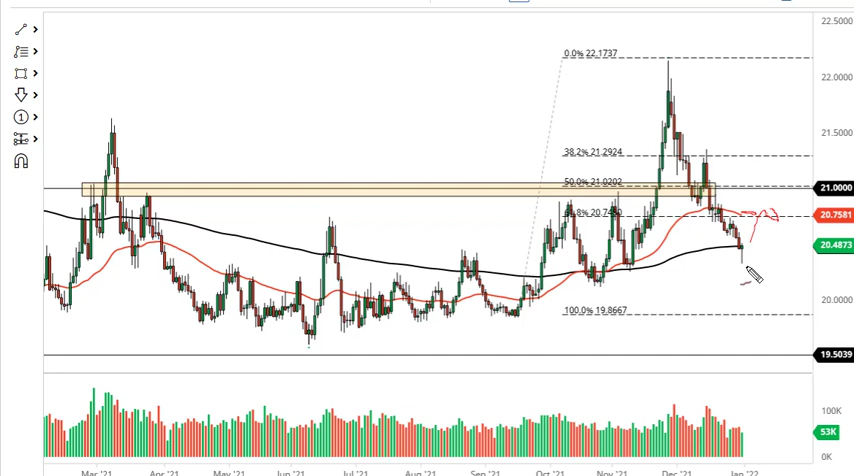 22.5000
0.0% 22.1737
22.0000
21.5000
38.2% 21.2924
50.0% 21.0202
21.0000
20.7581
20.4873
20.0000
100.0% 19.8667
19.5039
100K
53K
0K
1
Mar '21
Apr '21
May '21
Jun '21
Jul '21
Aug '21
Sep '21
Oct '21
Nov '21
Dec '21
Jan '22